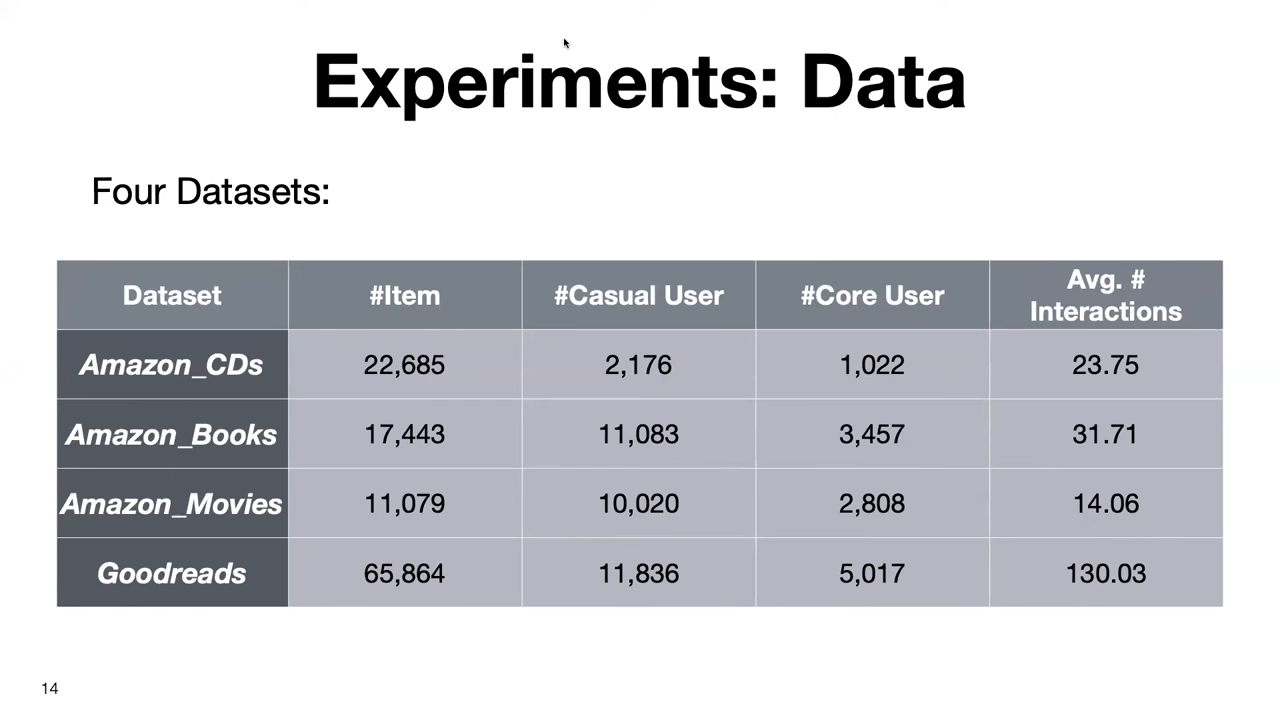 Experiments: Data
Four Datasets:
Dataset #Item #Casual User #Core User Avg. # Interactions
Amazon_CDs 22,685 2,176 1,022 23.75
Amazon_Books 17,443 11,083 3,457 31.71
Amazon_Movies 11,079 10,020 2,808 14.06
Goodreads 65,864 11,836 5,017 130.03
14